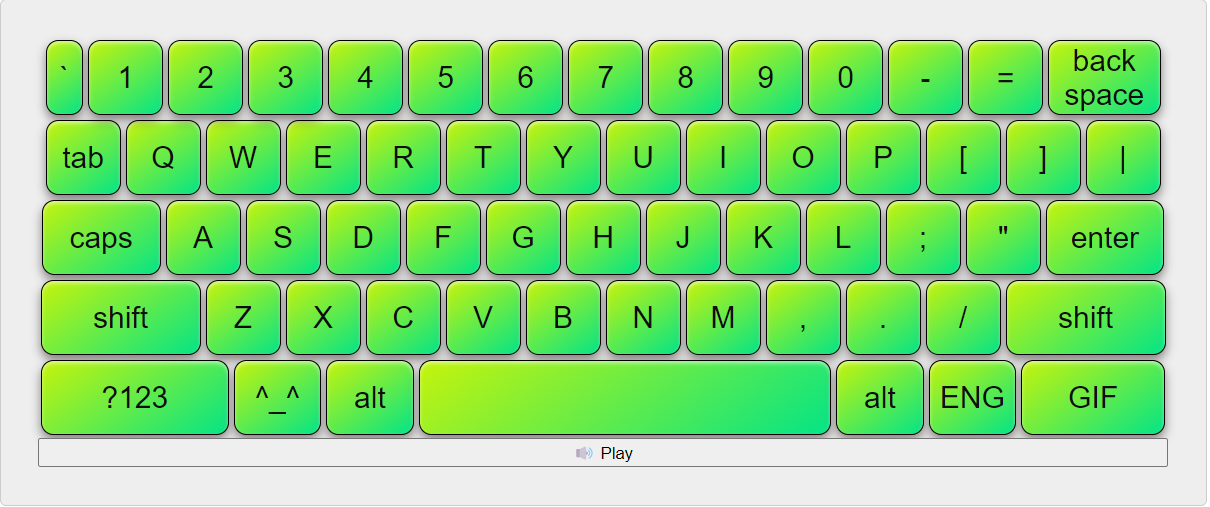 ` 1 2 3 4 5 6 7 8 9 0 - = back space
tab Q W E R T Y U I O P [ ] |
caps A S D F G H J K L ; " enter
shift Z X C V B N M , . / shift
?123 ^_^ alt alt ENG GIF
🔊 Play